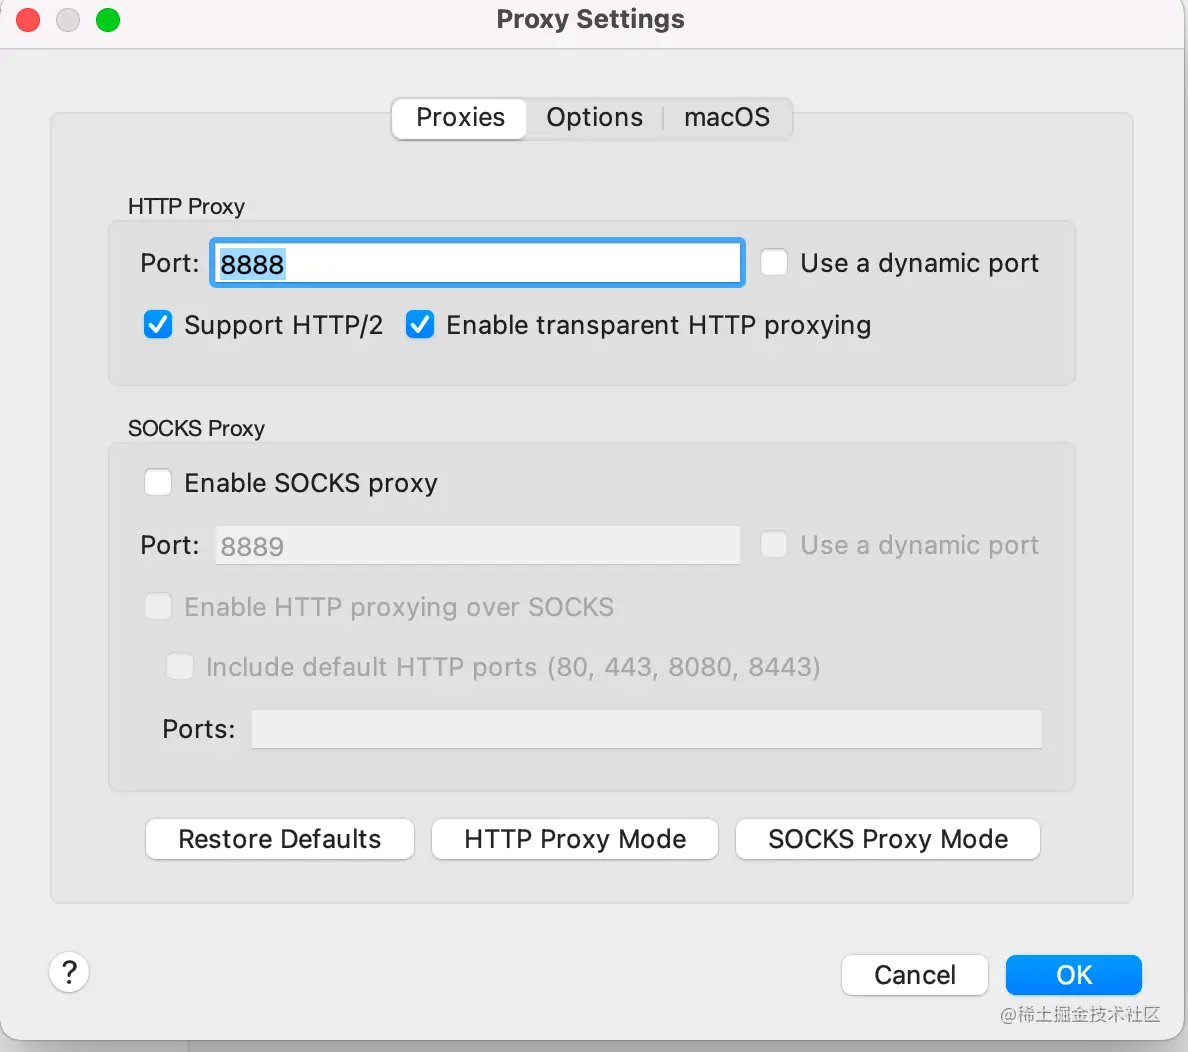 Proxy Settings
Proxies Options macOS
HTTP Proxy
Port: 8888 Use a dynamic port
Support HTTP/2 Enable transparent HTTP proxying
SOCKS Proxy
Enable SOCKS proxy
Port: 8889 Use a dynamic port
Enable HTTP proxying over SOCKS
Include default HTTP ports (80, 443, 8080, 8443)
Ports:
Restore Defaults HTTP Proxy Mode SOCKS Proxy Mode
? Cancel OK
@稀土掘金技术社区